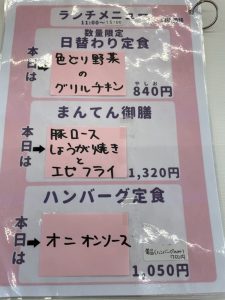 ランチメニュー
11:00～15:00
数量限定
日替わり定食
本日は➡
色どり野菜
の
グリルチキン
840円
まんてん御膳
本日は➡
豚ロース
しょうが焼き
と
エビフライ
1,320円
ハンバーグ定食
本日は➡
オニオンソース
1,050円